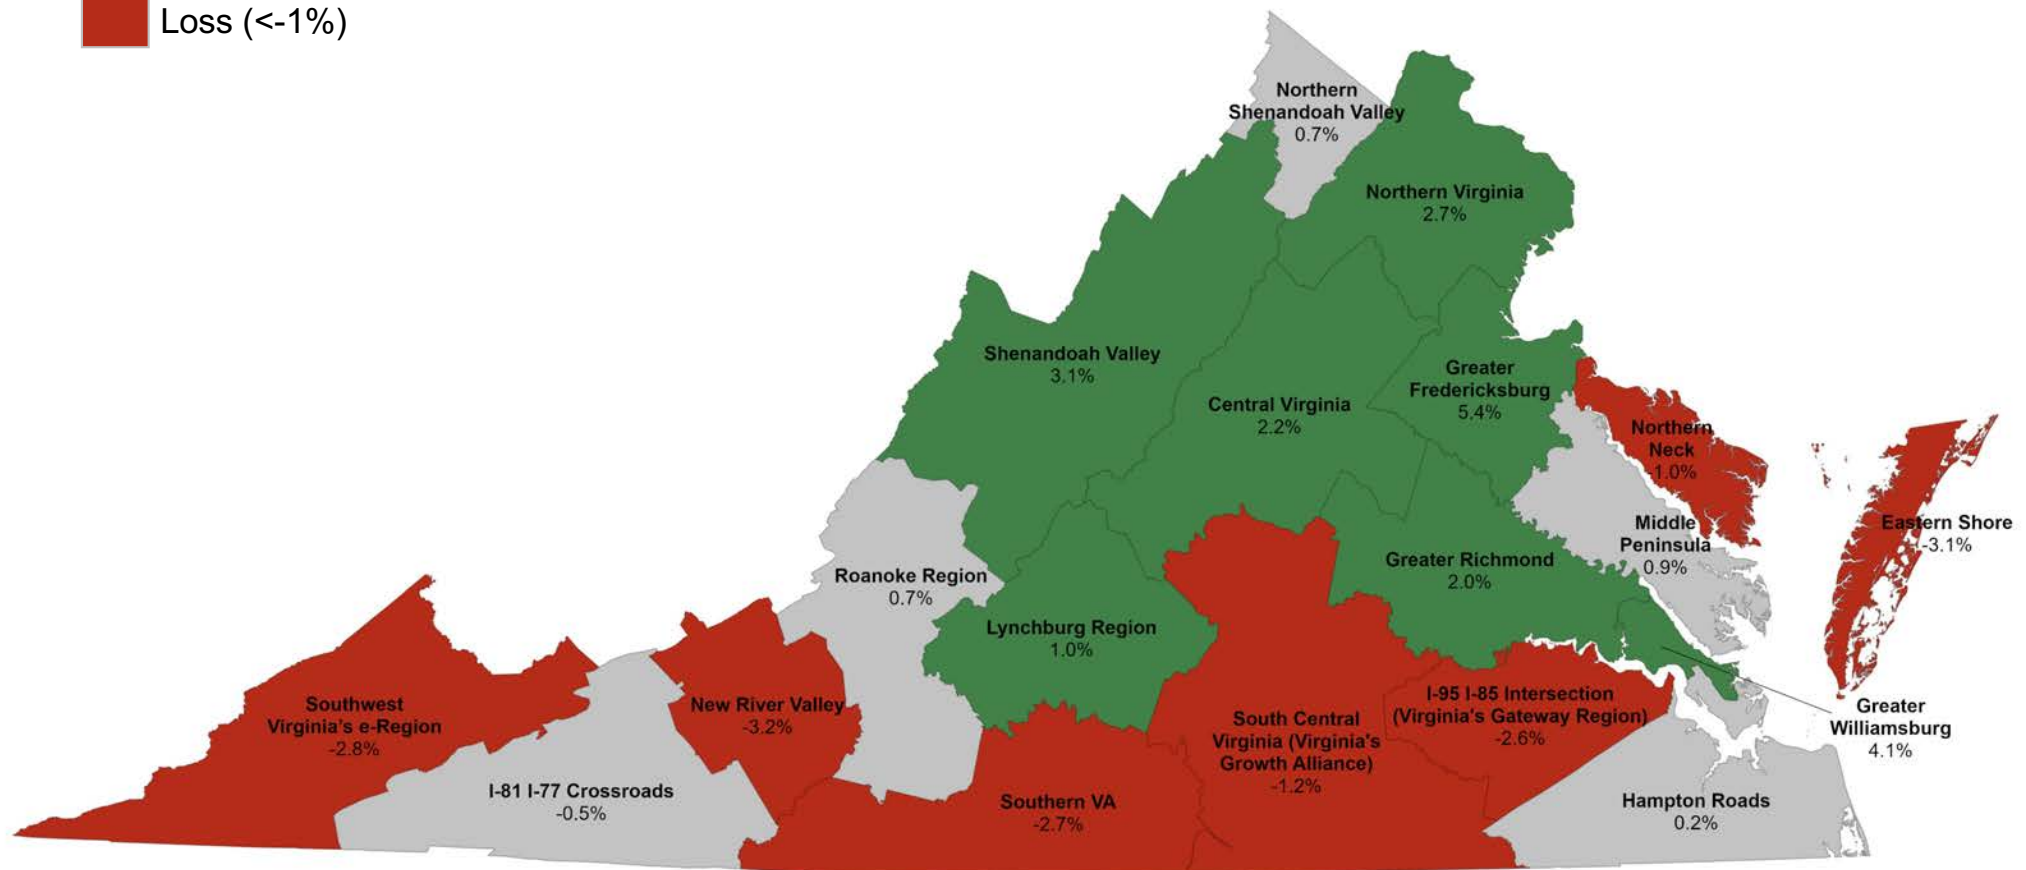 Loss (<-1%)
Northern
Shenandoah Valley
0.7%
Northern Virginia
2.7%
Shenandoah Valley
3.1%
Central Virginia
2.2%
Greater
Fredericksburg
5.4%
Northern
Neck
-1.0%
Eastern Shore
-3.1%
Middle
Peninsula
0.9%
Greater Richmond
2.0%
Roanoke Region
0.7%
Lynchburg Region
1.0%
Southwest
Virginia's e-Region
-2.8%
New River Valley
-3.2%
I-81 I-77 Crossroads
-0.5%
Southern VA
-2.7%
South Central
Virginia (Virginia's
Growth Alliance)
-1.2%
I-95 I-85 Intersection
(Virginia's Gateway Region)
-2.6%
Greater
Williamsburg
4.1%
Hampton Roads
0.2%